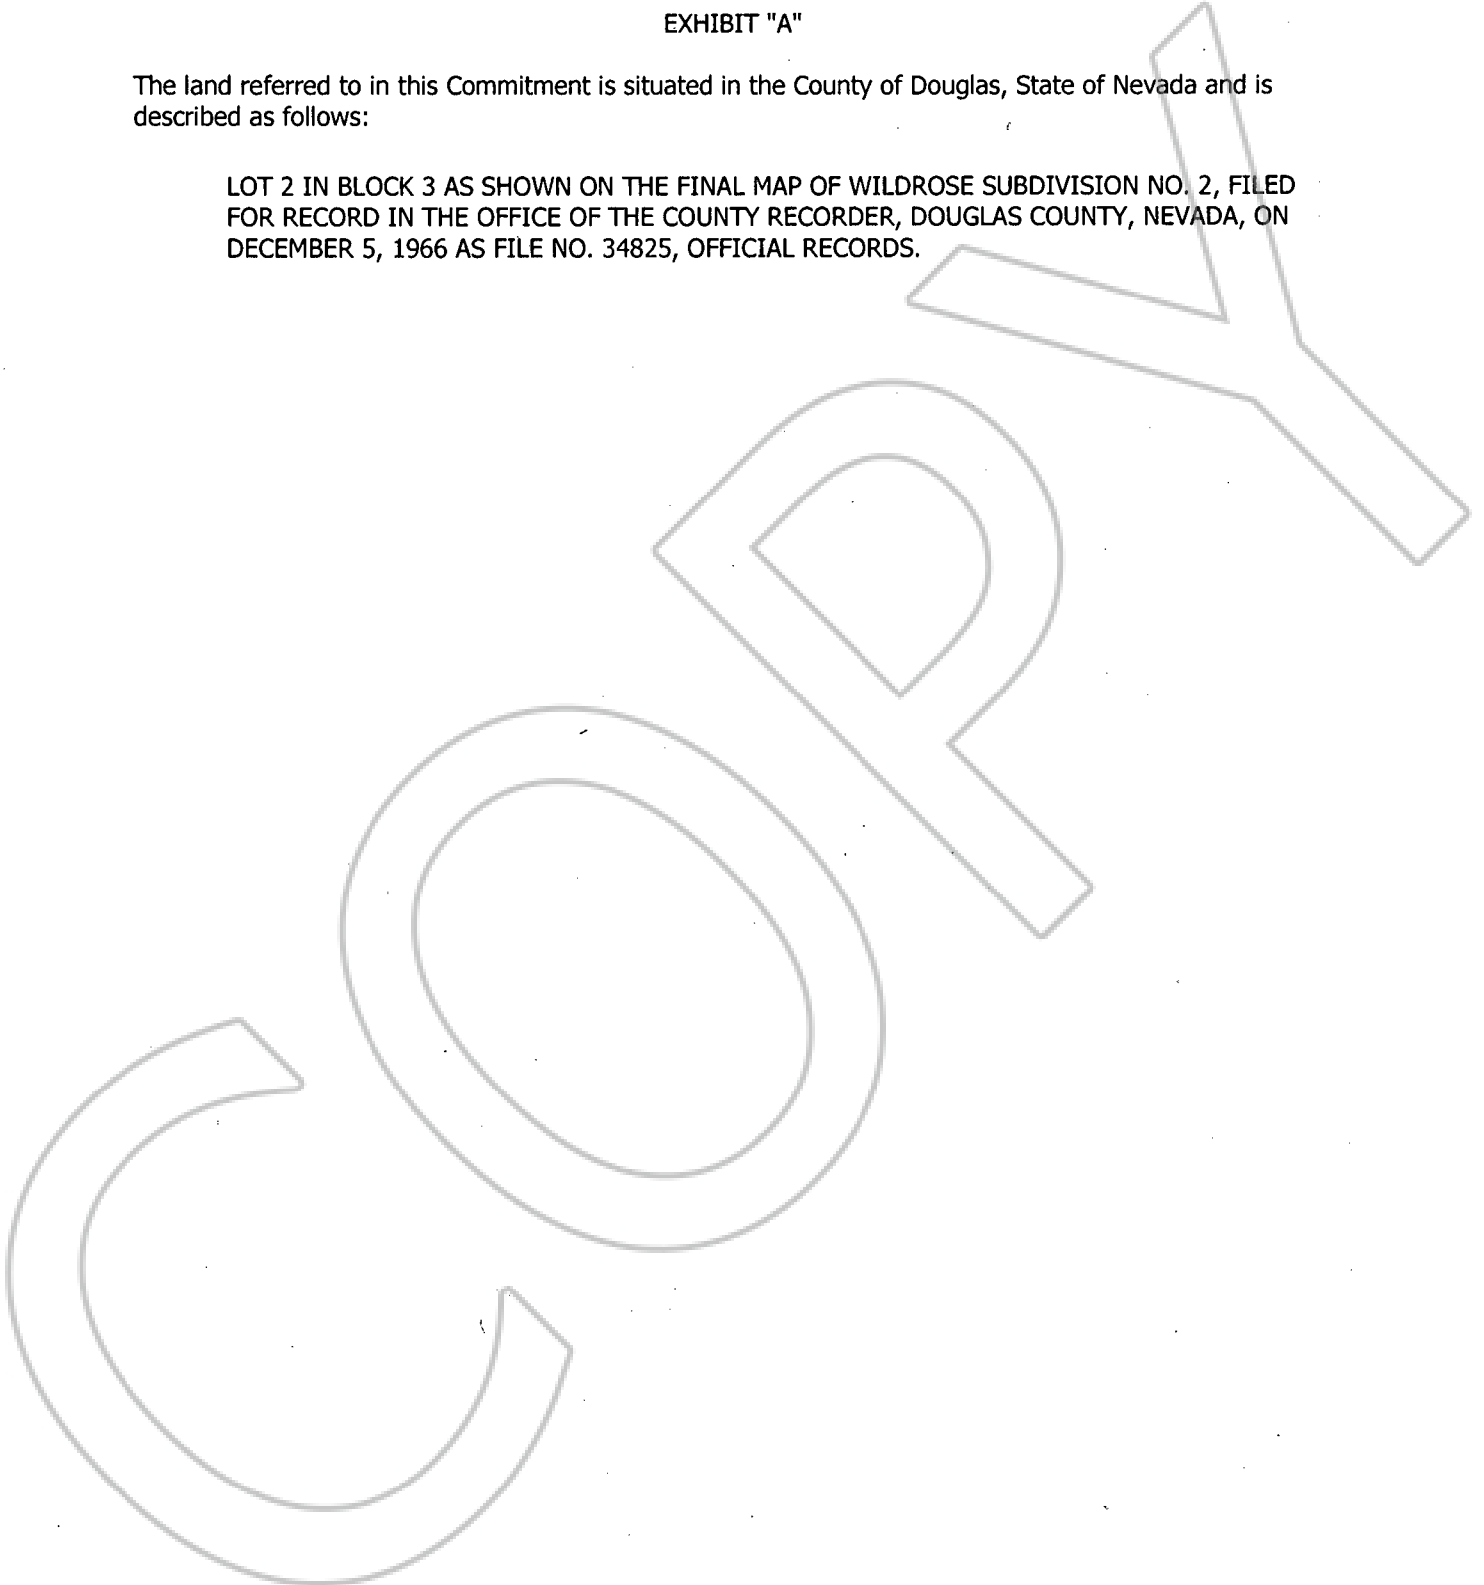 EXHIBIT "A"
The land referred to in this Commitment is situated in the County of Douglas, State of Nevada and is
described as follows:
LOT 2 IN BLOCK 3 AS SHOWN ON THE FINAL MAP OF WILDROSE SUBDIVISION NO. 2, FILED
FOR RECORD IN THE OFFICE OF THE COUNTY RECORDER, DOUGLAS COUNTY, NEVADA, ON
DECEMBER 5, 1966 AS FILE NO. 34825, OFFICIAL RECORDS.
COPY